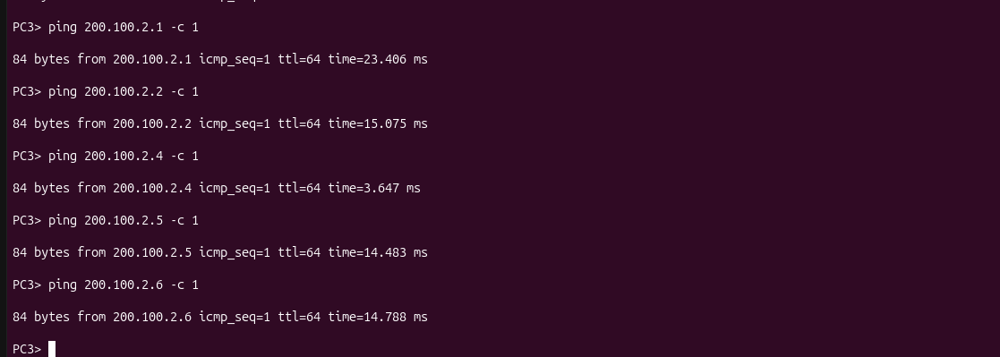 PC3> ping 200.100.2.1 -c 1
84 bytes from 200.100.2.1 icmp_seq=1 ttl=64 time=23.406 ms
PC3> ping 200.100.2.2 -c 1
84 bytes from 200.100.2.2 icmp_seq=1 ttl=64 time=15.075 ms
PC3> ping 200.100.2.4 -c 1
84 bytes from 200.100.2.4 icmp_seq=1 ttl=64 time=3.647 ms
PC3> ping 200.100.2.5 -c 1
84 bytes from 200.100.2.5 icmp_seq=1 ttl=64 time=14.483 ms
PC3> ping 200.100.2.6 -c 1
84 bytes from 200.100.2.6 icmp_seq=1 ttl=64 time=14.788 ms
PC3>